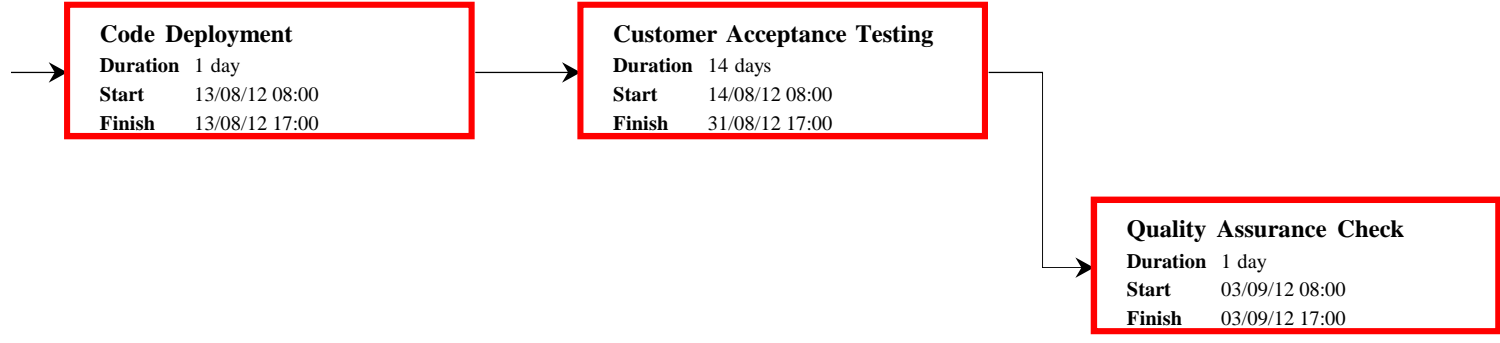 Code Deployment
Duration 1 day
Start 13/08/12 08:00
Finish 13/08/12 17:00
Customer Acceptance Testing
Duration 14 days
Start 14/08/12 08:00
Finish 31/08/12 17:00
Quality Assurance Check
Duration 1 day
Start 03/09/12 08:00
Finish 03/09/12 17:00